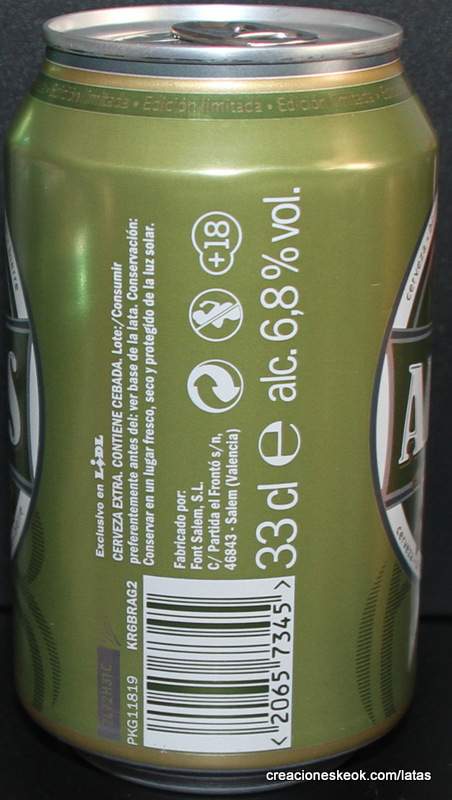 Edición limitada • Edición limitada • Edición limitada
Exclusivo en LiDL
CERVEZA EXTRA. CONTIENE CEBADA. Lote:/Consumir
preferentemente antes del: ver base de la lata. Conservación:
Conservar en un lugar fresco, seco y protegido de la luz solar.
Fabricado por:
Font Salem, S.L.
C/ Partida el Frontó s/n,
46843 - Salem (Valencia)
+18
33 cl e alc. 6,8 % vol.
PKG11819 KR6BRAG2
< 2065 7345 >
S
A
cerveza
creacioneskeok.com/latas